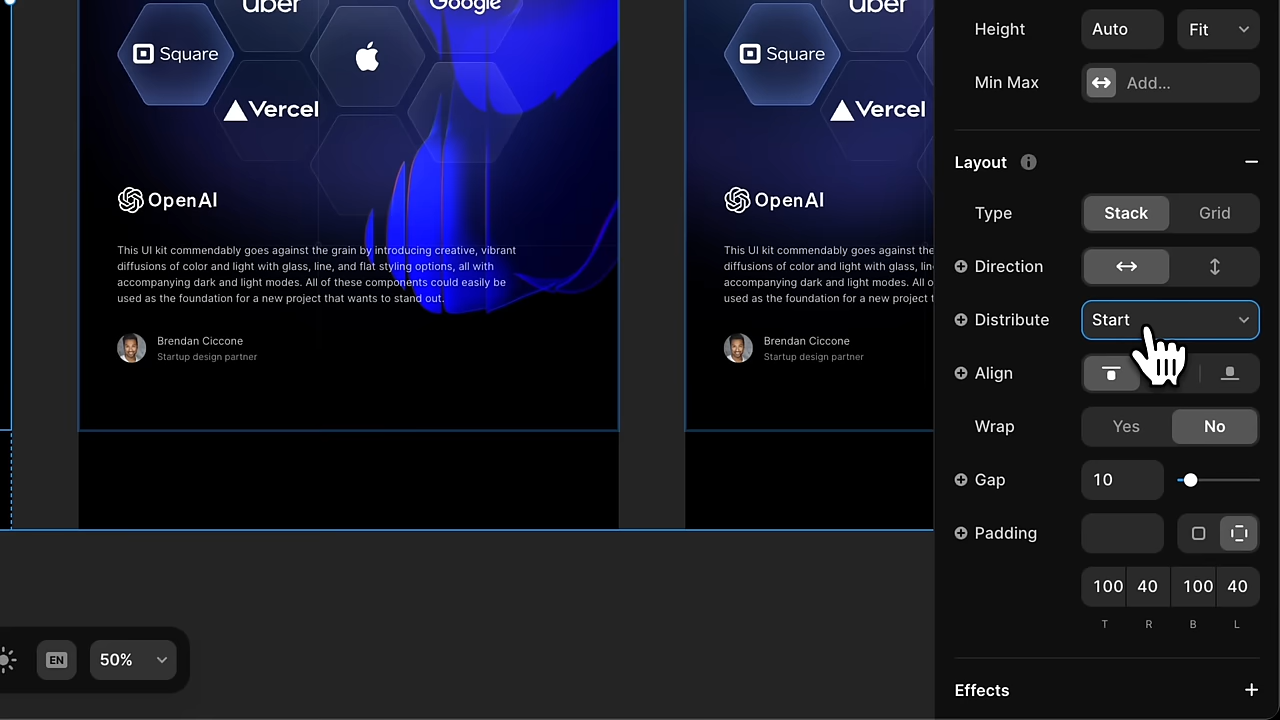 uber
Google
Square
Vercel
OpenAI
This UI kit commendably goes against the grain by introducing creative, vibrant
diffusions of color and light with glass, line, and flat styling options, all with
accompanying dark and light modes. All of these components could easily be
used as the foundation for a new project that wants to stand out.
Brendan Ciccone
Startup design partner
uber
Square
Vercel
OpenAI
This UI kit commendably goes against the
diffusions of color and light with glass, line
accompanying dark and light modes. All of
used as the foundation for a new project t
Brendan Ciccone
Startup design partner
EN
50%
Height
Auto
Fit
Min Max
Add...
Layout
Type
Stack
Grid
Direction
Distribute
Start
Align
Wrap
Yes
No
Gap
10
Padding
100 40 100 40
T R B L
Effects